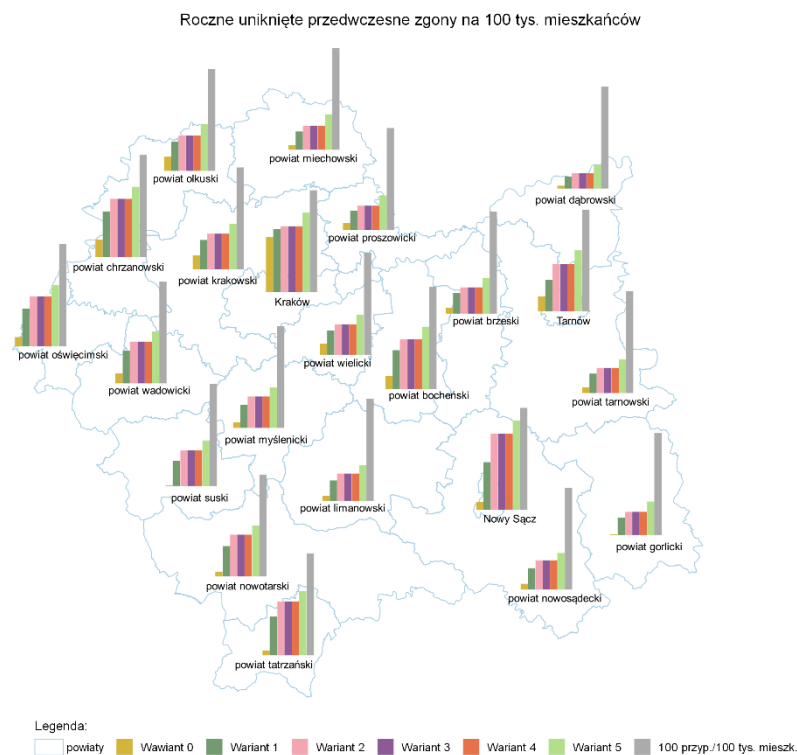 Roczne uniknięte przedwczesne zgony na 100 tys. mieszkańców
powiat miechowski
powiat olkuski
powiat dąbrowski
powiat proszowicki
powiat chrzanowski
powiat krakowski
Kraków
powiat brzeski
Tarnów
powiat oświęcimski
powiat wielicki
powiat wadowicki
powiat bocheński
powiat tarnowski
powiat myślenicki
powiat suski
powiat limanowski
Nowy Sącz
powiat gorlicki
powiat nowotarski
powiat nowosądecki
powiat tatrzański
Legenda:
powiaty Wawiant 0 Wariant 1 Wariant 2 Wariant 3 Wariant 4 Wariant 5 100 przyp./100 tys. mieszk.